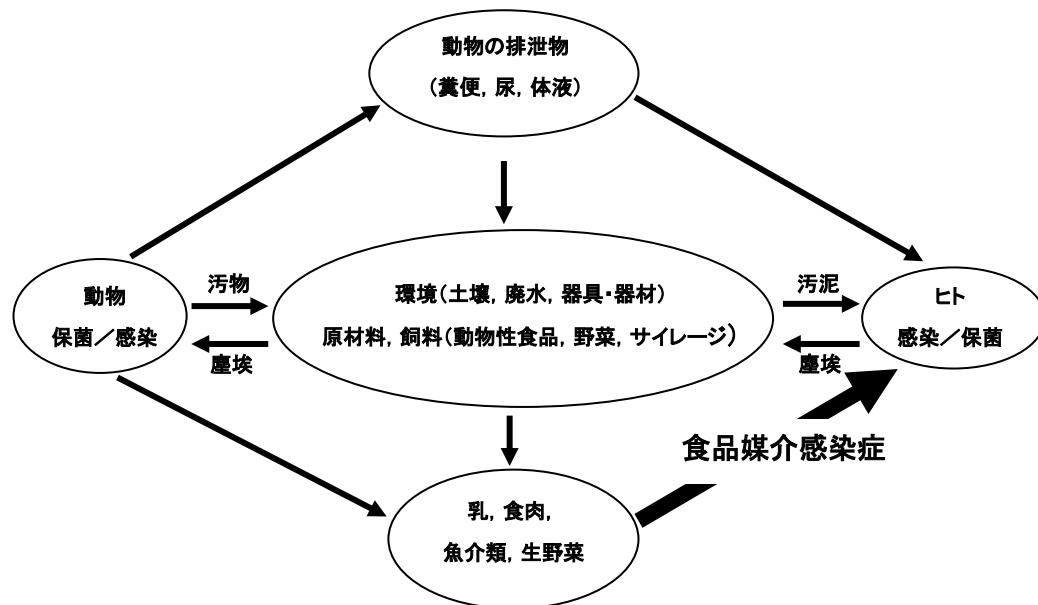 動物の排泄物
(糞便, 尿, 体液)
汚物
動物
保菌／感染
塵埃
環境(土壌, 廃水, 器具・器材)
原材料, 飼料(動物性食品, 野菜, サイレージ)
汚泥
塵埃
ヒト
感染／保菌
食品媒介感染症
乳, 食肉,
魚介類, 生野菜